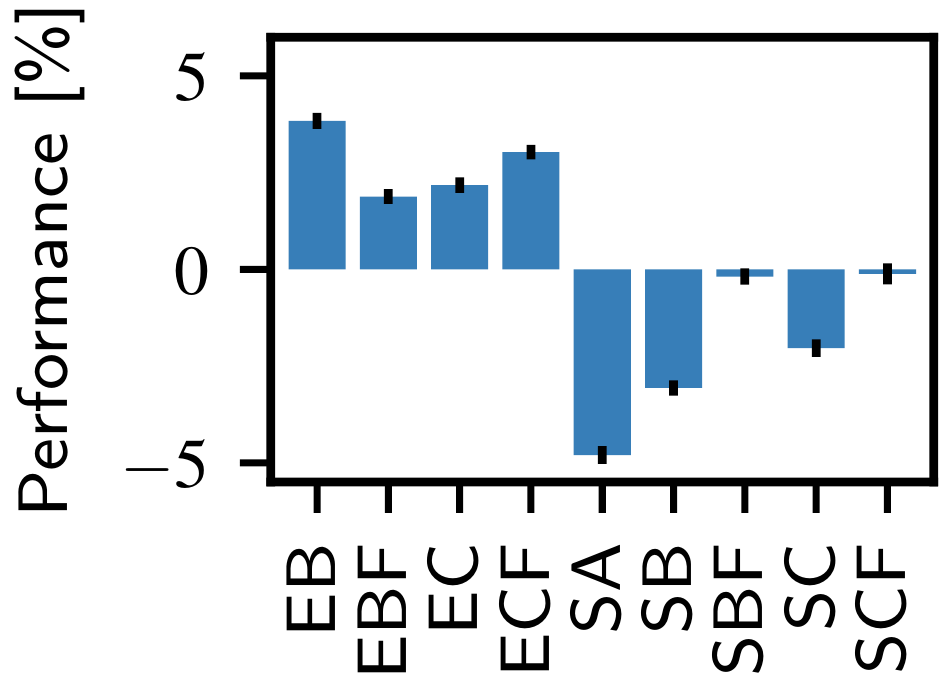 Performance [%]
5
0
−5
EB
EBF
EC
ECF
SA
SB
SBF
SC
SCF